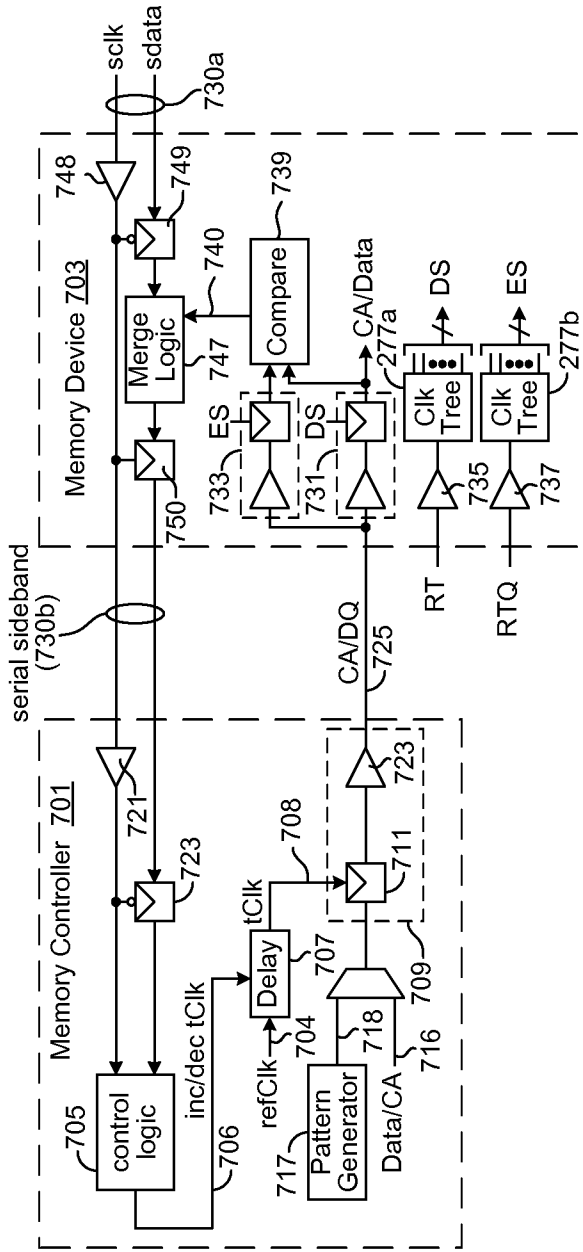 Memory Controller 701
705
control
logic
721
723
inc/dec tClk
706
refClk
704
Delay
707
tClk
708
717
Pattern
Generator
718
Data/CA
716
709
711
723
serial sideband
(730b)
CA/DQ
725
Memory Device 703
748
sclk
sdata
730a
749
Merge
Logic
747
750
740
739
Compare
ES
733
DS
731
CA/Data
RT
735
Clk
Tree
277a
DS
RTQ
737
Clk
Tree
277b
ES